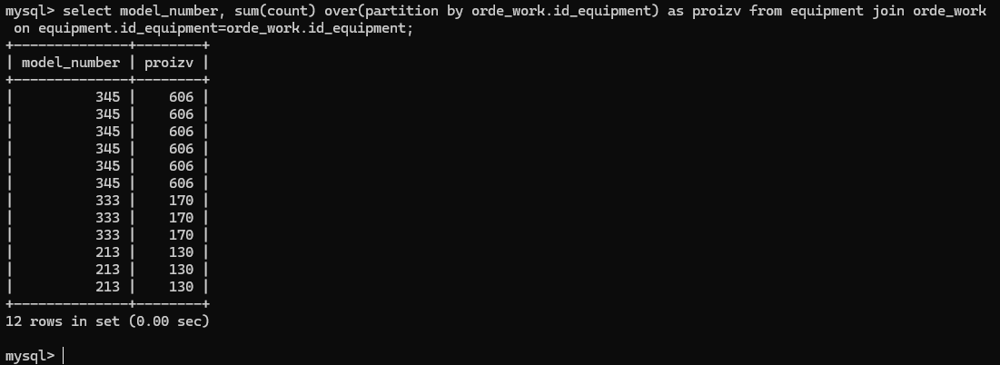 mysql> select model_number, sum(count) over(partition by orde_work.id_equipment) as proizv from equipment join orde_work
 on equipment.id_equipment=orde_work.id_equipment;
+--------------+--------+
| model_number | proizv |
+--------------+--------+
|          345 |    606 |
|          345 |    606 |
|          345 |    606 |
|          345 |    606 |
|          345 |    606 |
|          345 |    606 |
|          333 |    170 |
|          333 |    170 |
|          333 |    170 |
|          213 |    130 |
|          213 |    130 |
|          213 |    130 |
+--------------+--------+
12 rows in set (0.00 sec)

mysql>